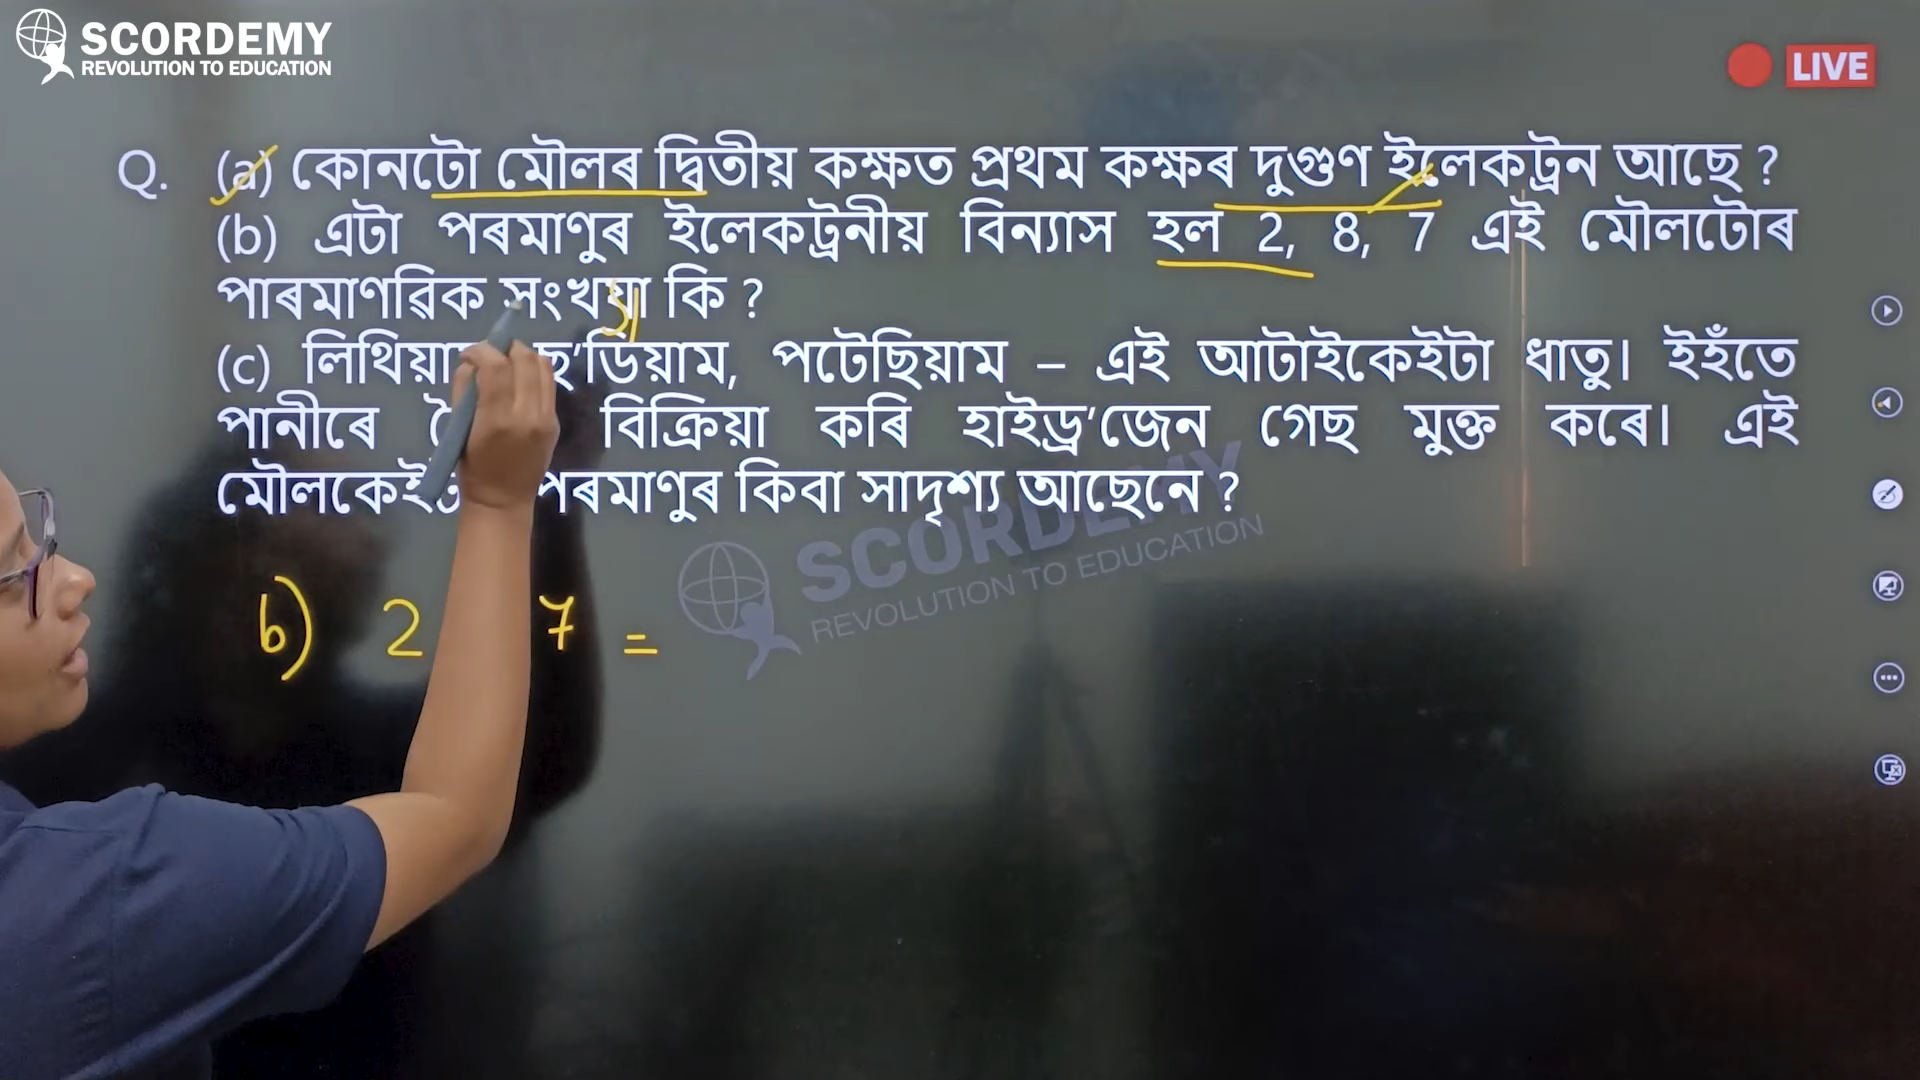 SCORDEMY
REVOLUTION TO EDUCATION
LIVE
Q. (a) কোনটো মৌলৰ দ্বিতীয় কক্ষত প্ৰথম কক্ষৰ দুগুণ ইলেকট্ৰন আছে ?
(b) এটা পৰমাণুৰ ইলেকট্ৰনীয় বিন্যাস হল 2, 8, 7 এই মৌলটোৰ
পাৰমাণৱিক সংখ্যা কি ?
(c) ছ'ডিয়াম, পটেছিয়াম – এই আটাইকেইটা ধাতু। ইহঁতে
পানীৰে বিক্ৰিয়া কৰি হাইড্ৰ'জেন গেছ মুক্ত কৰে। এই
পৰমাণুৰ কিবা সাদৃশ্য আছেনে ?
SCORDEMY
REVOLUTION TO EDUCATION
b) 2 7 =